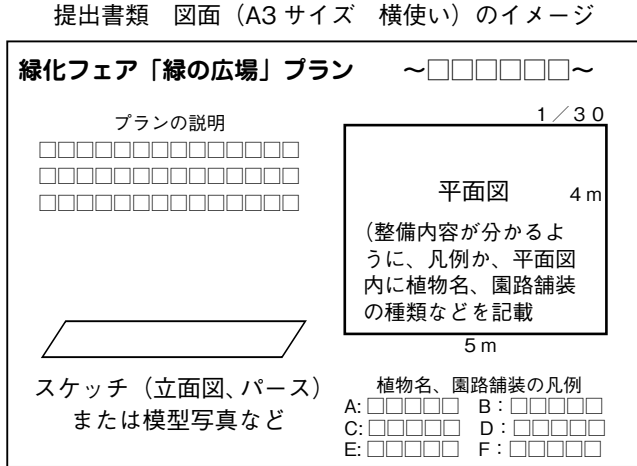 提出書類　図面（A3 サイズ　横使い）のイメージ
緑化フェア「緑の広場」プラン　～□□□□□□～
プランの説明
□□□□□□□□□□□□□□
□□□□□□□□□□□□□□
□□□□□□□□□□□□□□
スケッチ（立面図、パース）
または模型写真など
1／30
平面図
4m
（整備内容が分かるよ
うに、凡例か、平面図
内に植物名、園路舗装
の種類などを記載
5m
植物名、園路舗装の凡例
A:□□□□□　B：□□□□□
C:□□□□□　D：□□□□□
E:□□□□□　F：□□□□□